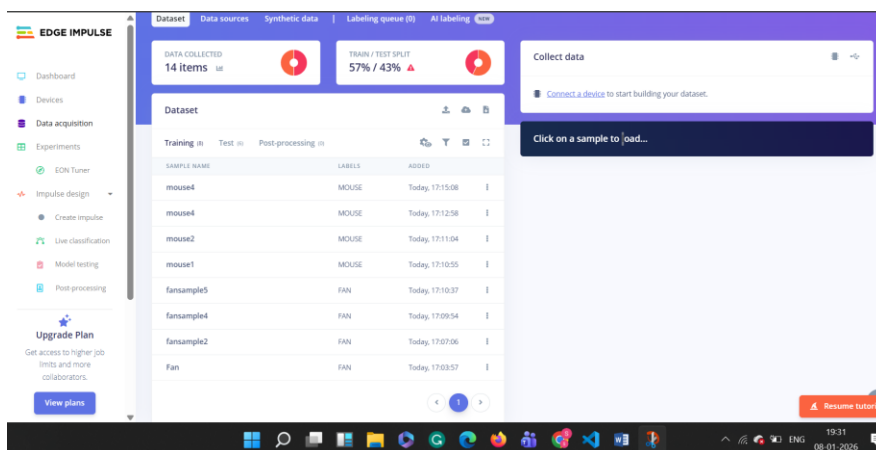 EDGE IMPULSE
Dashboard
Devices
Data acquisition
Experiments
EON Tuner
Impulse design
Create impulse
Live classification
Model testing
Post-processing
Upgrade Plan
Get access to higher job
limits and more
collaborators.
View plans
Dataset Data sources Synthetic data | Labeling queue (0) AI labeling NEW
DATA COLLECTED
14 items
TRAIN / TEST SPLIT
57% / 43%
Dataset
Training (8) Test (6) Post-processing (0)
SAMPLE NAME LABELS ADDED
mouse4 MOUSE Today, 17:15:08
mouse4 MOUSE Today, 17:12:58
mouse2 MOUSE Today, 17:11:04
mouse1 MOUSE Today, 17:10:55
fansample5 FAN Today, 17:10:37
fansample4 FAN Today, 17:09:54
fansample2 FAN Today, 17:07:06
Fan FAN Today, 17:03:57
< 1 >
Collect data
Connect a device to start building your dataset.
Click on a sample to load...
Resume tutori
ENG
19:31
08-01-2026